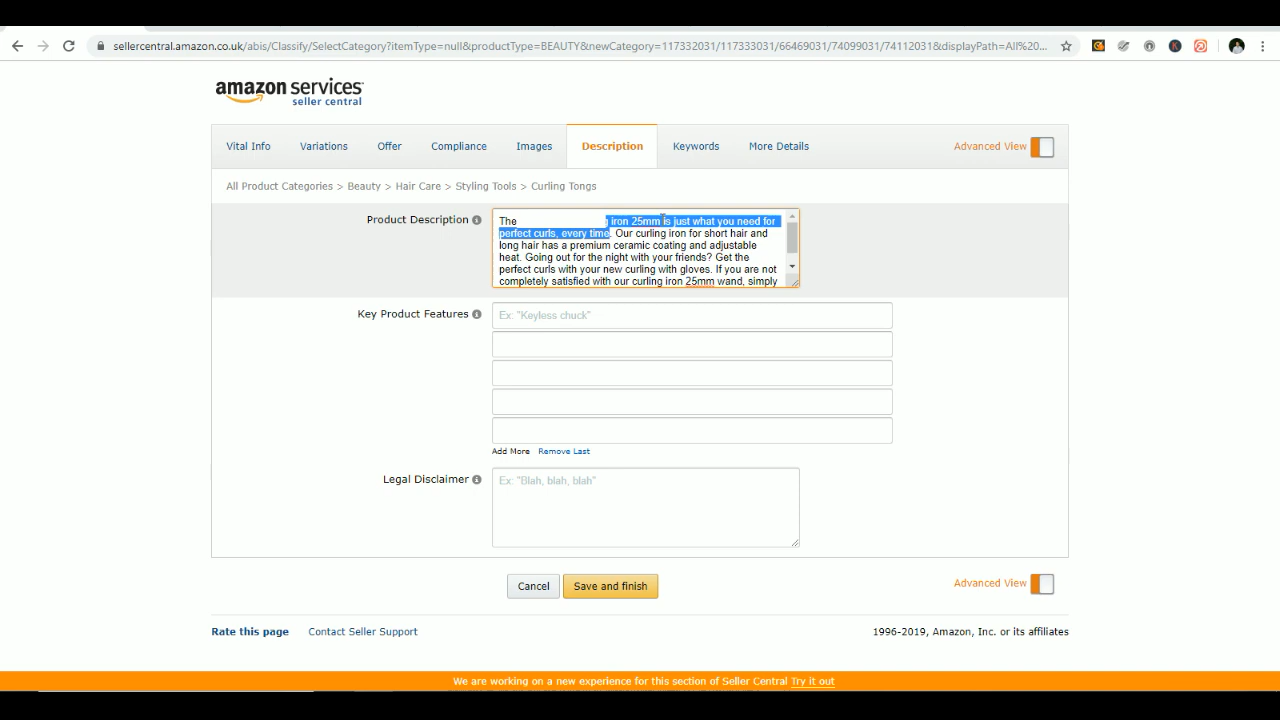 sellercentral.amazon.co.uk/abis/Classify/SelectCategory?itemType=null&productType=BEAUTY&newCategory=117332031/117333031/66469031/74099031/74112031&displayPath=All%20...
amazon services
seller central
Vital Info Variations Offer Compliance Images Description Keywords More Details Advanced View
All Product Categories > Beauty > Hair Care > Styling Tools > Curling Tongs
Product Description
The iron 25mm is just what you need for
perfect curls, every time. Our curling iron for short hair and
long hair has a premium ceramic coating and adjustable
heat. Going out for the night with your friends? Get the
perfect curls with your new curling with gloves. If you are not
completely satisfied with our curling iron 25mm wand, simply
Key Product Features
Ex: "Keyless chuck"
Add More Remove Last
Legal Disclaimer
Ex: "Blah, blah, blah"
Cancel Save and finish
Advanced View
Rate this page Contact Seller Support 1996-2019, Amazon, Inc. or its affiliates
We are working on a new experience for this section of Seller Central Try it out